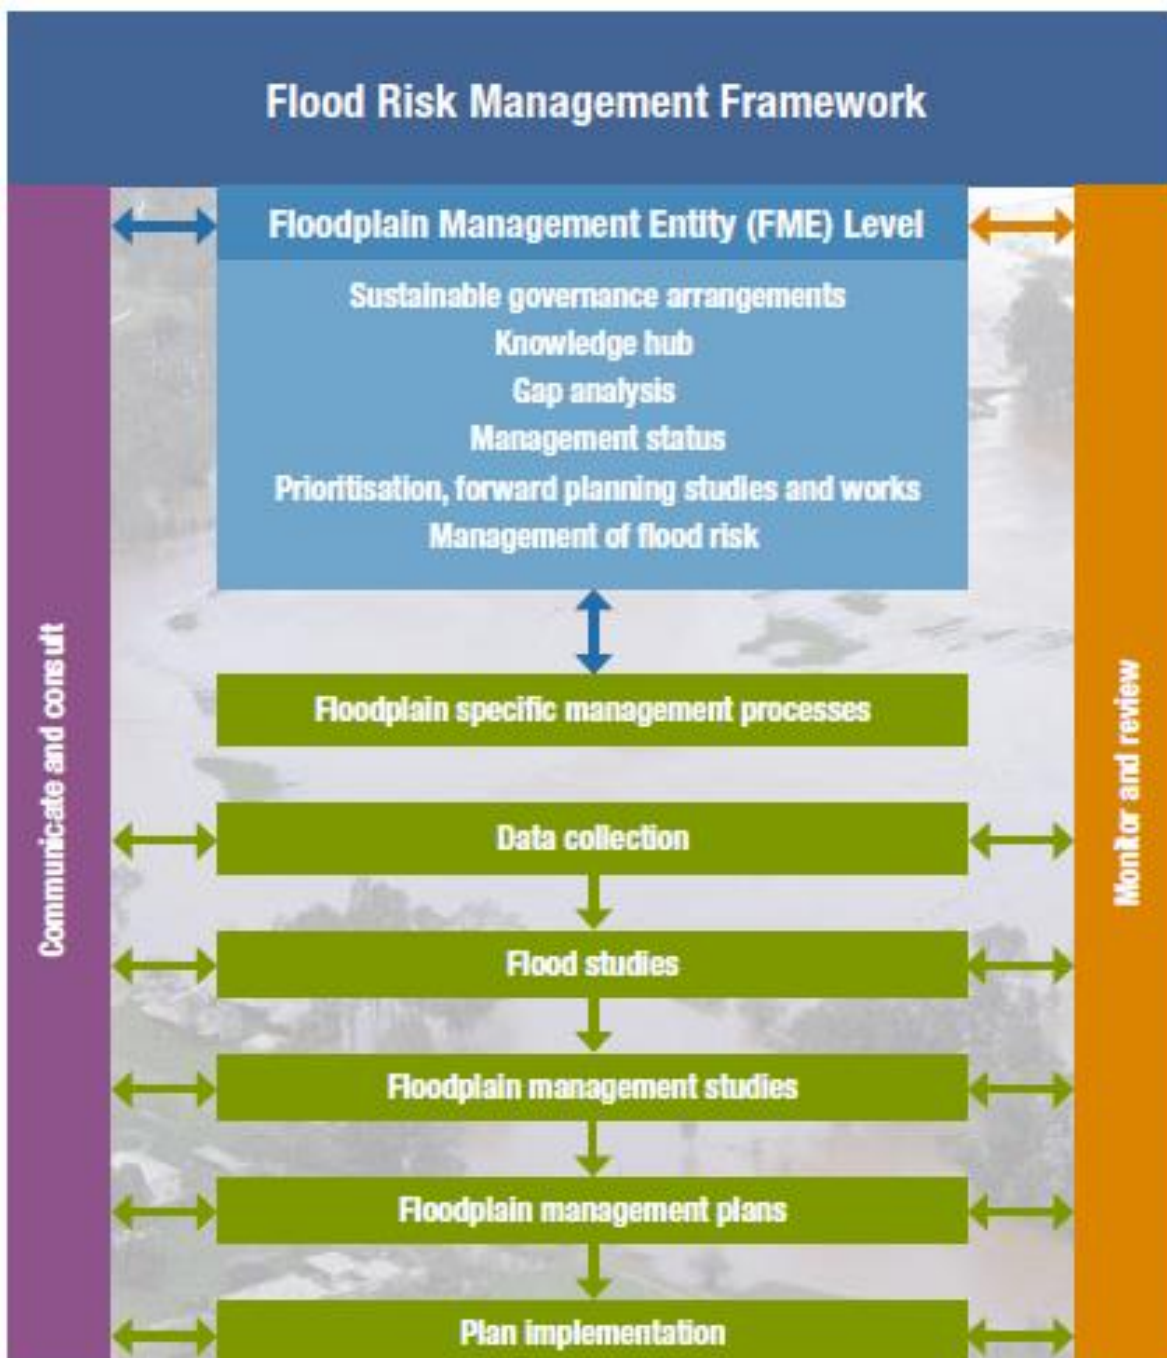 Flood Risk Management Framework
Floodplain Management Entity (FME) Level
Sustainable governance arrangements
Knowledge hub
Gap analysis
Management status
Prioritisation, forward planning studies and works
Management of flood risk
Communicate and consult
Monitor and review
Floodplain specific management processes
Data collection
Flood studies
Floodplain management studies
Floodplain management plans
Plan implementation